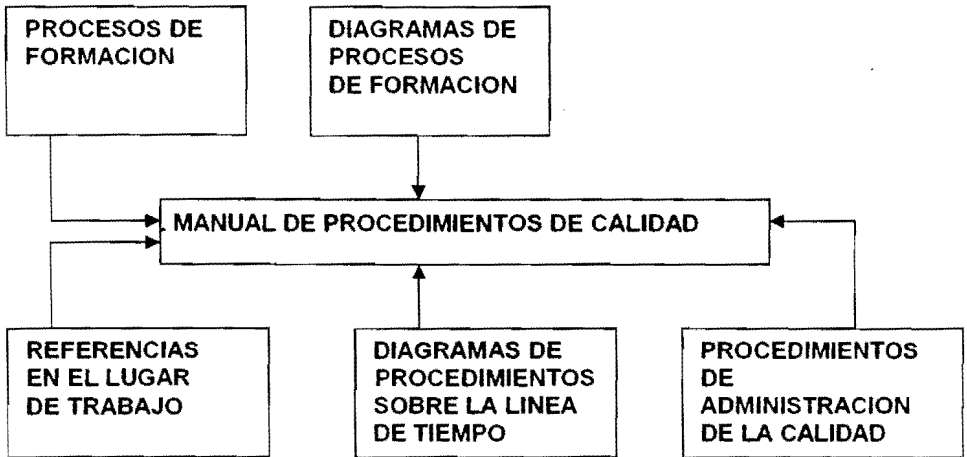 PROCESOS DE
FORMACION
DIAGRAMAS DE
PROCESOS
DE FORMACION
MANUAL DE PROCEDIMIENTOS DE CALIDAD
REFERENCIAS
EN EL LUGAR
DE TRABAJO
DIAGRAMAS DE
PROCEDIMIENTOS
SOBRE LA LINEA
DE TIEMPO
PROCEDIMIENTOS
DE
ADMINISTRACION
DE LA CALIDAD